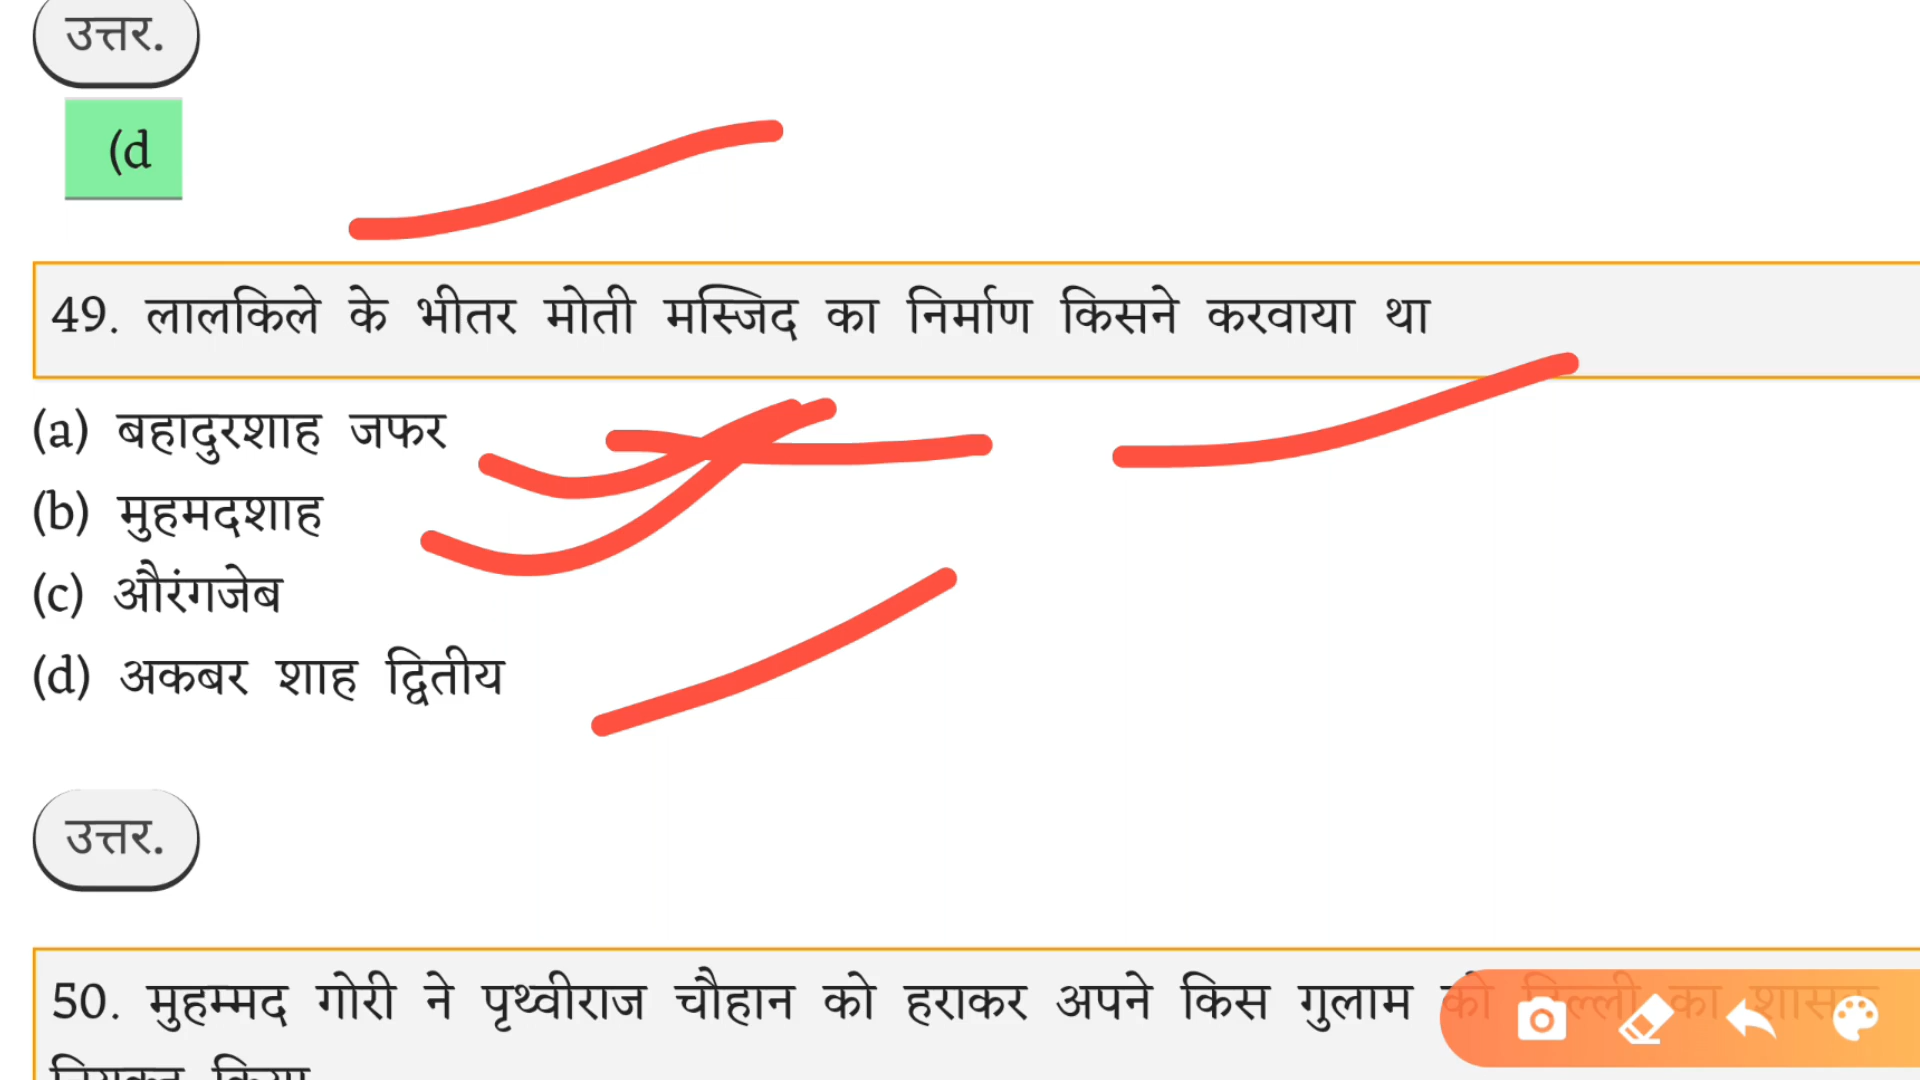 उत्तर.
(d
49. लालकिले के भीतर मोती मस्जिद का निर्माण किसने करवाया था
(a) बहादुरशाह जफर
(b) मुहमदशाह
(c) औरंगजेब
(d) अकबर शाह द्वितीय
उत्तर.
50. मुहम्मद गोरी ने पृथ्वीराज चौहान को हराकर अपने किस गुलाम को दिल्ली का शासक
नियुक्त किया